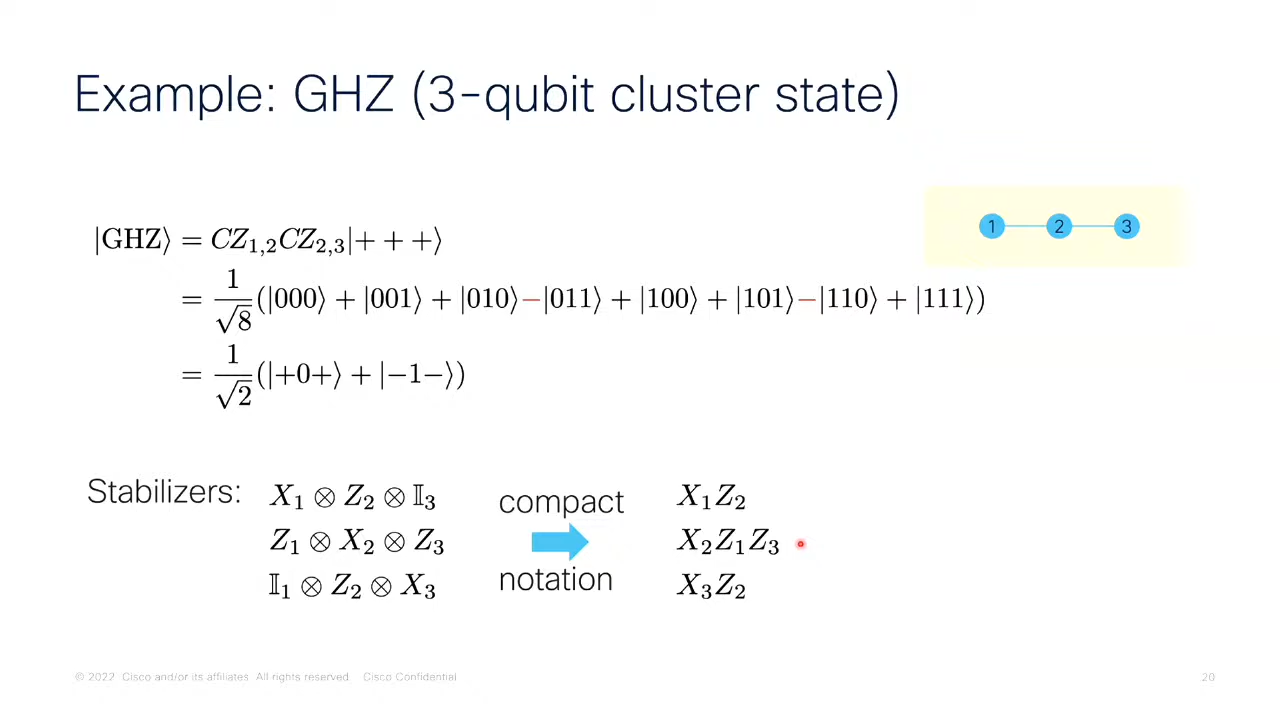 Example: GHZ (3-qubit cluster state)
1 2 3
|GHZ⟩ = CZ₁,₂CZ₂,₃|+ + +⟩
= 1/√8 (|000⟩ + |001⟩ + |010⟩−|011⟩ + |100⟩ + |101⟩−|110⟩ + |111⟩)
= 1/√2 (|+0+⟩ + |−1−⟩)
Stabilizers: X₁ ⊗ Z₂ ⊗ 𝕀₃ compact X₁Z₂
Z₁ ⊗ X₂ ⊗ Z₃ X₂Z₁Z₃
𝕀₁ ⊗ Z₂ ⊗ X₃ notation X₃Z₂
© 2022 Cisco and/or its affiliates. All rights reserved. Cisco Confidential 20